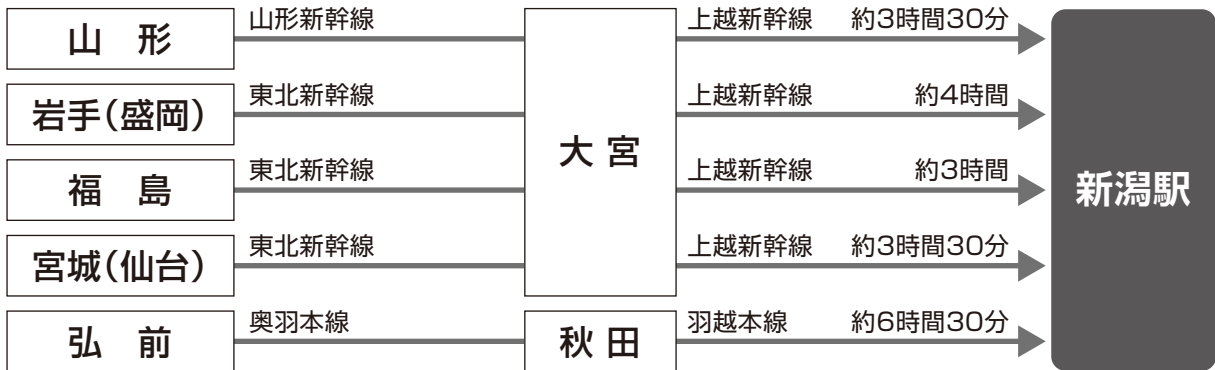 山形 山形新幹線 上越新幹線 約3時間30分
岩手(盛岡) 東北新幹線 上越新幹線 約4時間
大宮
福島 東北新幹線 上越新幹線 約3時間
新潟駅
宮城(仙台) 東北新幹線 上越新幹線 約3時間30分
弘前 奥羽本線 秋田 羽越本線 約6時間30分